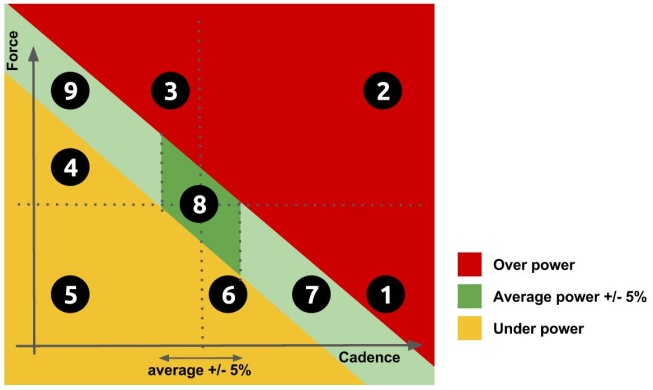 Force
9
3
2
4
8
5
6
7
1
Cadence
average +/- 5%
Over power
Average power +/- 5%
Under power